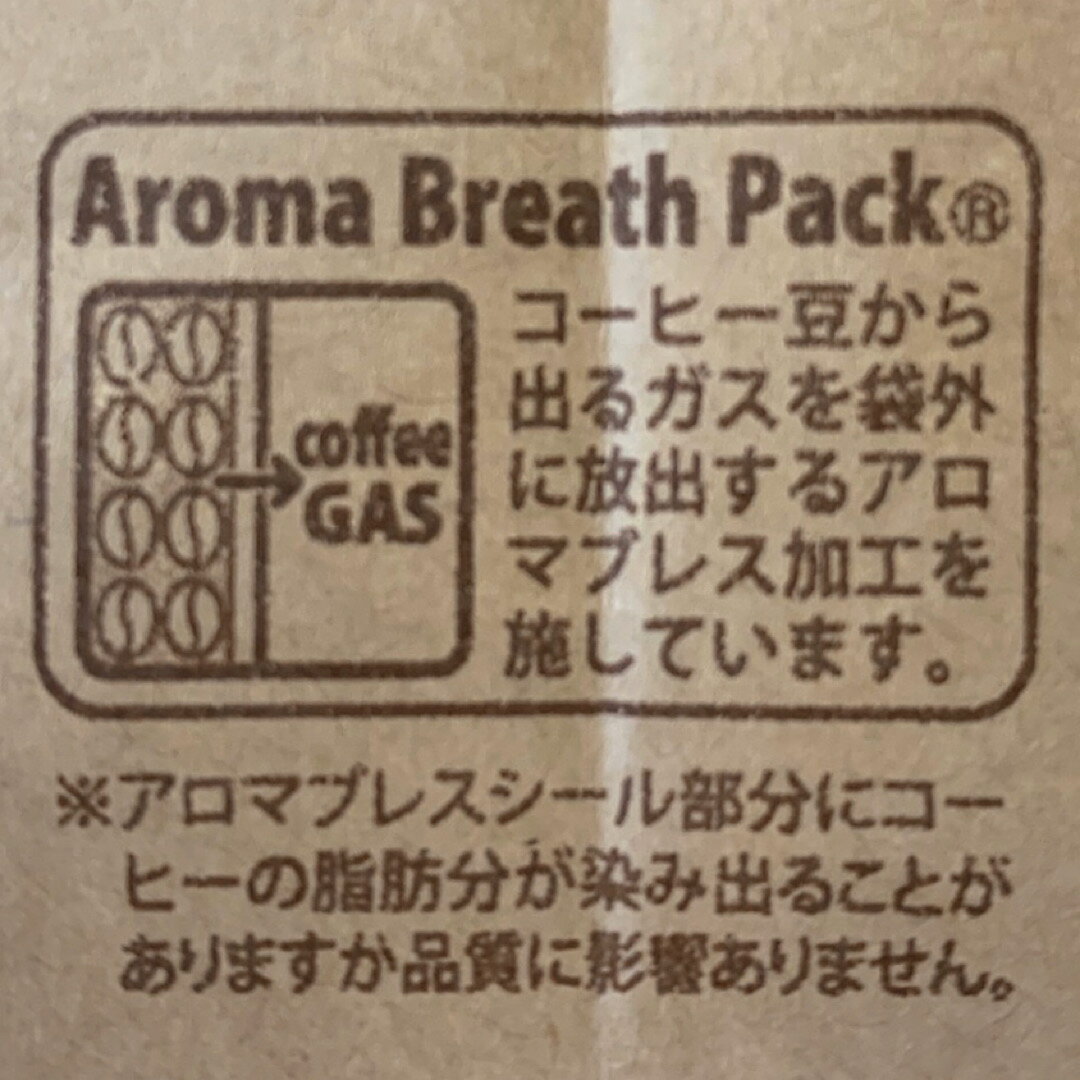 Aroma Breath Pack®
coffee
GAS
コーヒー豆から
出るガスを袋外
に放出するアロ
マブレス加工を
施しています。
※アロマブレスシール部分にコー
ヒーの脂肪分が染み出ることが
ありますが品質に影響ありません。